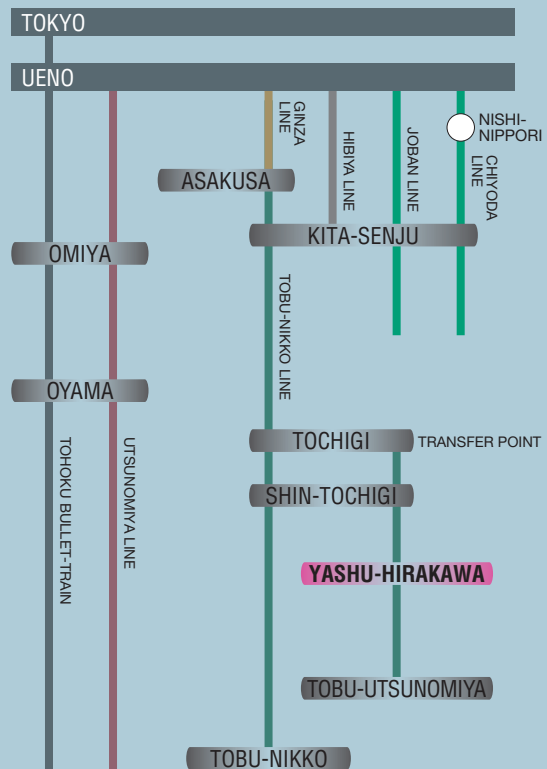 TOKYO
UENO
GINZA
LINE
HIBIYA LINE
JOBAN LINE
NISHI-
NIPPORI
CHIYODA
LINE
ASAKUSA
KITA-SENJU
OMIYA
TOBU-NIKKO LINE
OYAMA
TOCHIGI
TRANSFER POINT
TOHOKU BULLET-TRAIN
UTSUNOMIYA LINE
SHIN-TOCHIGI
YASHU-HIRAKAWA
TOBU-UTSUNOMIYA
TOBU-NIKKO